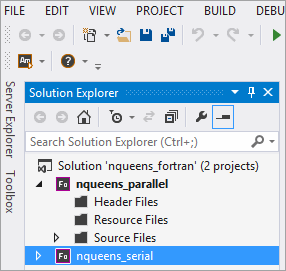 FILE EDIT VIEW PROJECT BUILD DEBU
Am
?
Server Explorer
Toolbox
Solution Explorer
Search Solution Explorer (Ctrl+;)
Solution 'nqueens_fortran' (2 projects)
Fo nqueens_parallel
Header Files
Resource Files
Source Files
Fo nqueens_serial